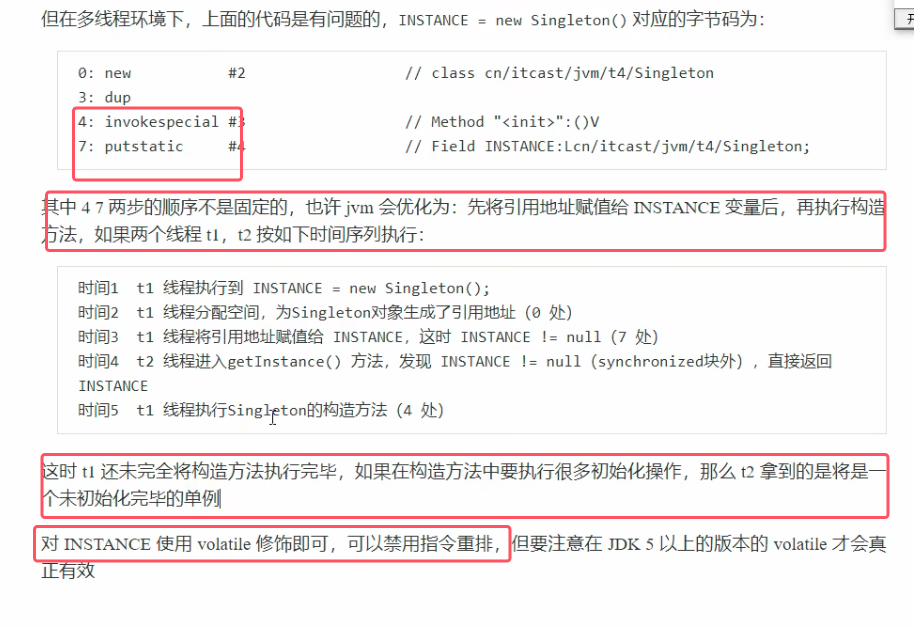 但在多线程环境下，上面的代码是有问题的，INSTANCE = new Singleton() 对应的字节码为：
0: new #2 // class cn/itcast/jvm/t4/Singleton
3: dup
4: invokespecial #3 // Method "<init>":()V
7: putstatic #4 // Field INSTANCE:Lcn/itcast/jvm/t4/Singleton;
其中 4 7 两步的顺序不是固定的，也许 jvm 会优化为：先将引用地址赋值给 INSTANCE 变量后，再执行构造
方法，如果两个线程 t1，t2 按如下时间序列执行：
时间1 t1 线程执行到 INSTANCE = new Singleton();
时间2 t1 线程分配空间，为Singleton对象生成了引用地址（0 处）
时间3 t1 线程将引用地址赋值给 INSTANCE，这时 INSTANCE != null（7 处）
时间4 t2 线程进入getInstance() 方法，发现 INSTANCE != null（synchronized块外），直接返回
INSTANCE
时间5 t1 线程执行Singleton的构造方法（4 处）
这时 t1 还未完全将构造方法执行完毕，如果在构造方法中要执行很多初始化操作，那么 t2 拿到的是将是一
个未初始化完毕的单例
对 INSTANCE 使用 volatile 修饰即可，可以禁用指令重排，但要注意在 JDK 5 以上的版本的 volatile 才会真
正有效